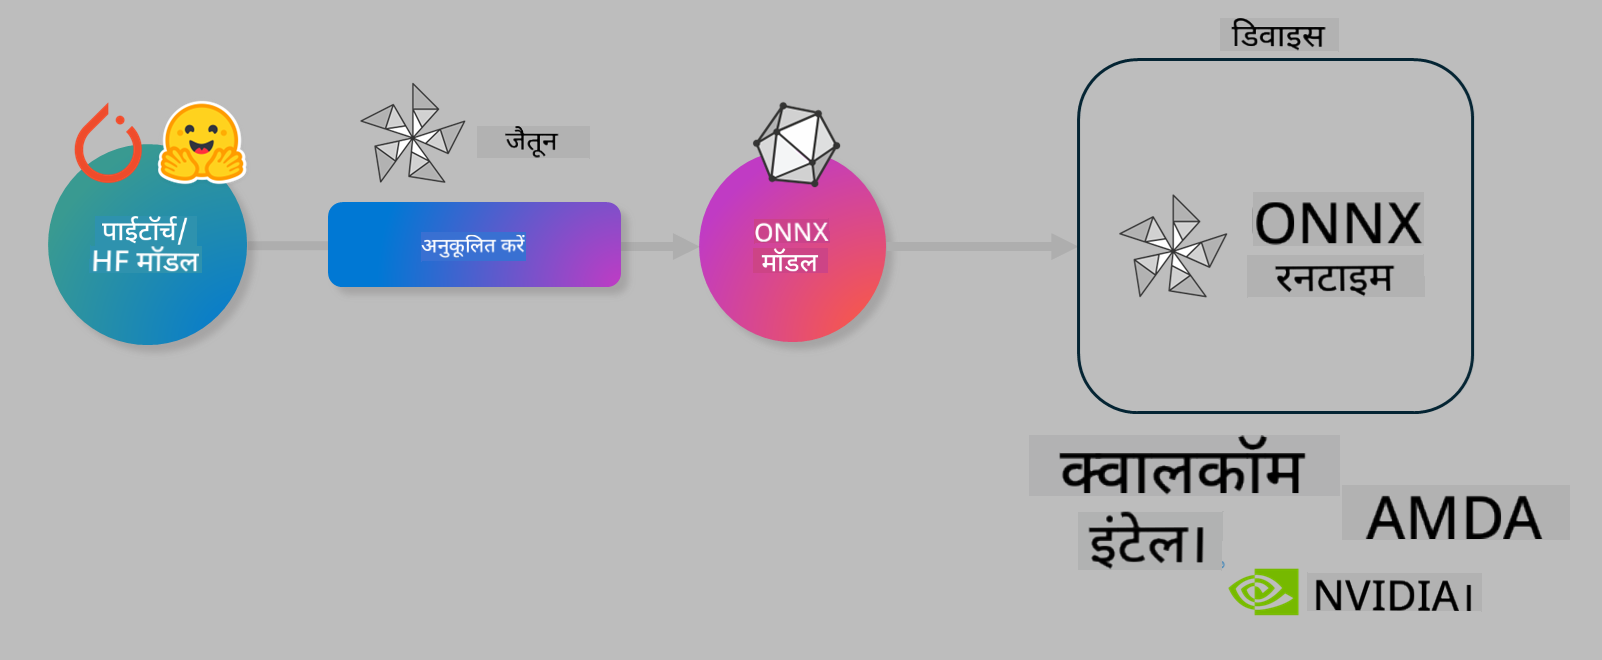 डिवाइस
जैतून
पाईटॉर्च/
HF मॉडल
अनुकूलित करें
ONNX
मॉडल
ONNX
रनटाइम
क्वालकॉम
AMDA
इंटेल।
NVIDIA।